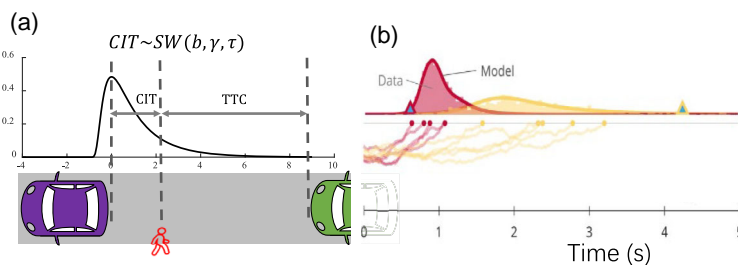 (a)
CIT~SW(b, γ, τ)
0.6
0.4
0.2
0
CIT
TTC
-4 -2 0 2 4 6 8 10
(b)
Data
Model
0 1 2 3 4 5
Time (s)